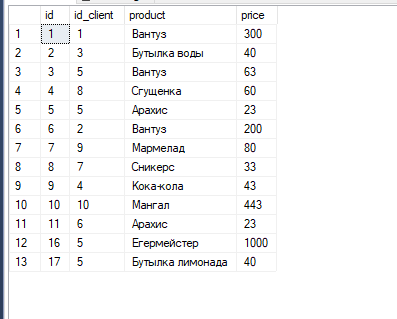 id id_client product price
1 1 1 Вантуз 300
2 2 3 Бутылка воды 40
3 3 5 Вантуз 63
4 4 8 Сгущенка 60
5 5 5 Арахис 23
6 6 2 Вантуз 200
7 7 9 Мармелад 80
8 8 7 Сникерс 33
9 9 4 Кока-кола 43
10 10 10 Мангал 443
11 11 6 Арахис 23
12 16 5 Егермейстер 1000
13 17 5 Бутылка лимонада 40